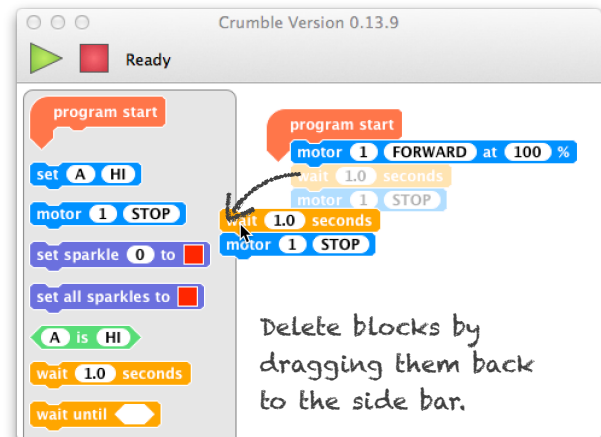 Crumble Version 0.13.9
Ready
program start
set A HI
motor 1 STOP
set sparkle 0 to
set all sparkles to
A is HI
wait 1.0 seconds
wait until
program start
motor 1 FORWARD at 100 %
wait 1.0 seconds
motor 1 STOP
wait 1.0 seconds
motor 1 STOP
Delete blocks by
dragging them back
to the side bar.